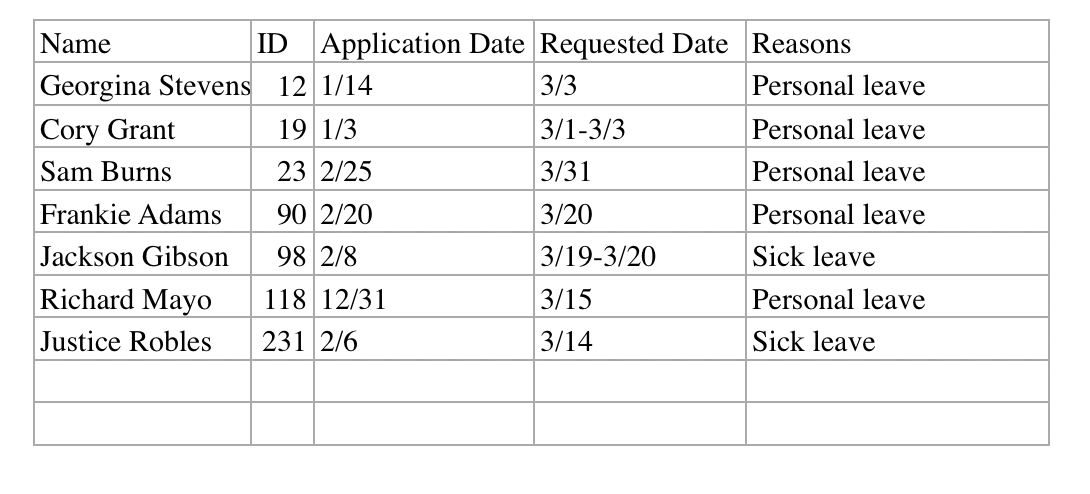 Name ID Application Date Requested Date Reasons
Georgina Stevens 12 1/14 3/3 Personal leave
Cory Grant 19 1/3 3/1-3/3 Personal leave
Sam Burns 23 2/25 3/31 Personal leave
Frankie Adams 90 2/20 3/20 Personal leave
Jackson Gibson 98 2/8 3/19-3/20 Sick leave
Richard Mayo 118 12/31 3/15 Personal leave
Justice Robles 231 2/6 3/14 Sick leave